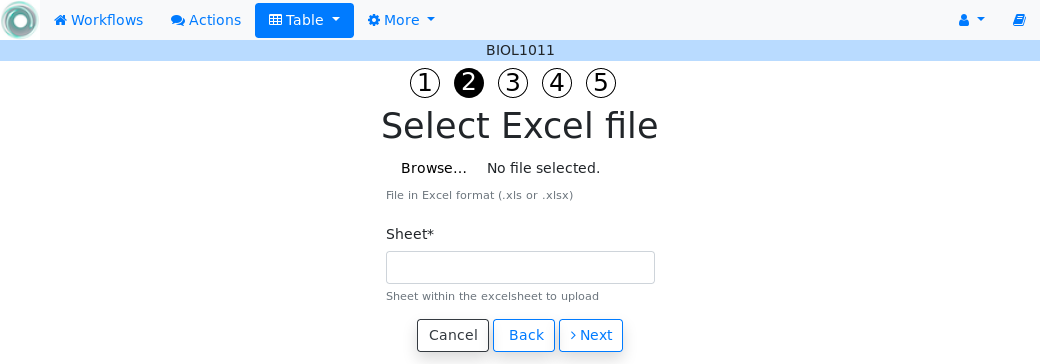 Workflows Actions Table More
BIOL1011
1 2 3 4 5
Select Excel file
Browse... No file selected.
File in Excel format (.xls or .xlsx)
Sheet*
Sheet within the excelsheet to upload
Cancel Back Next